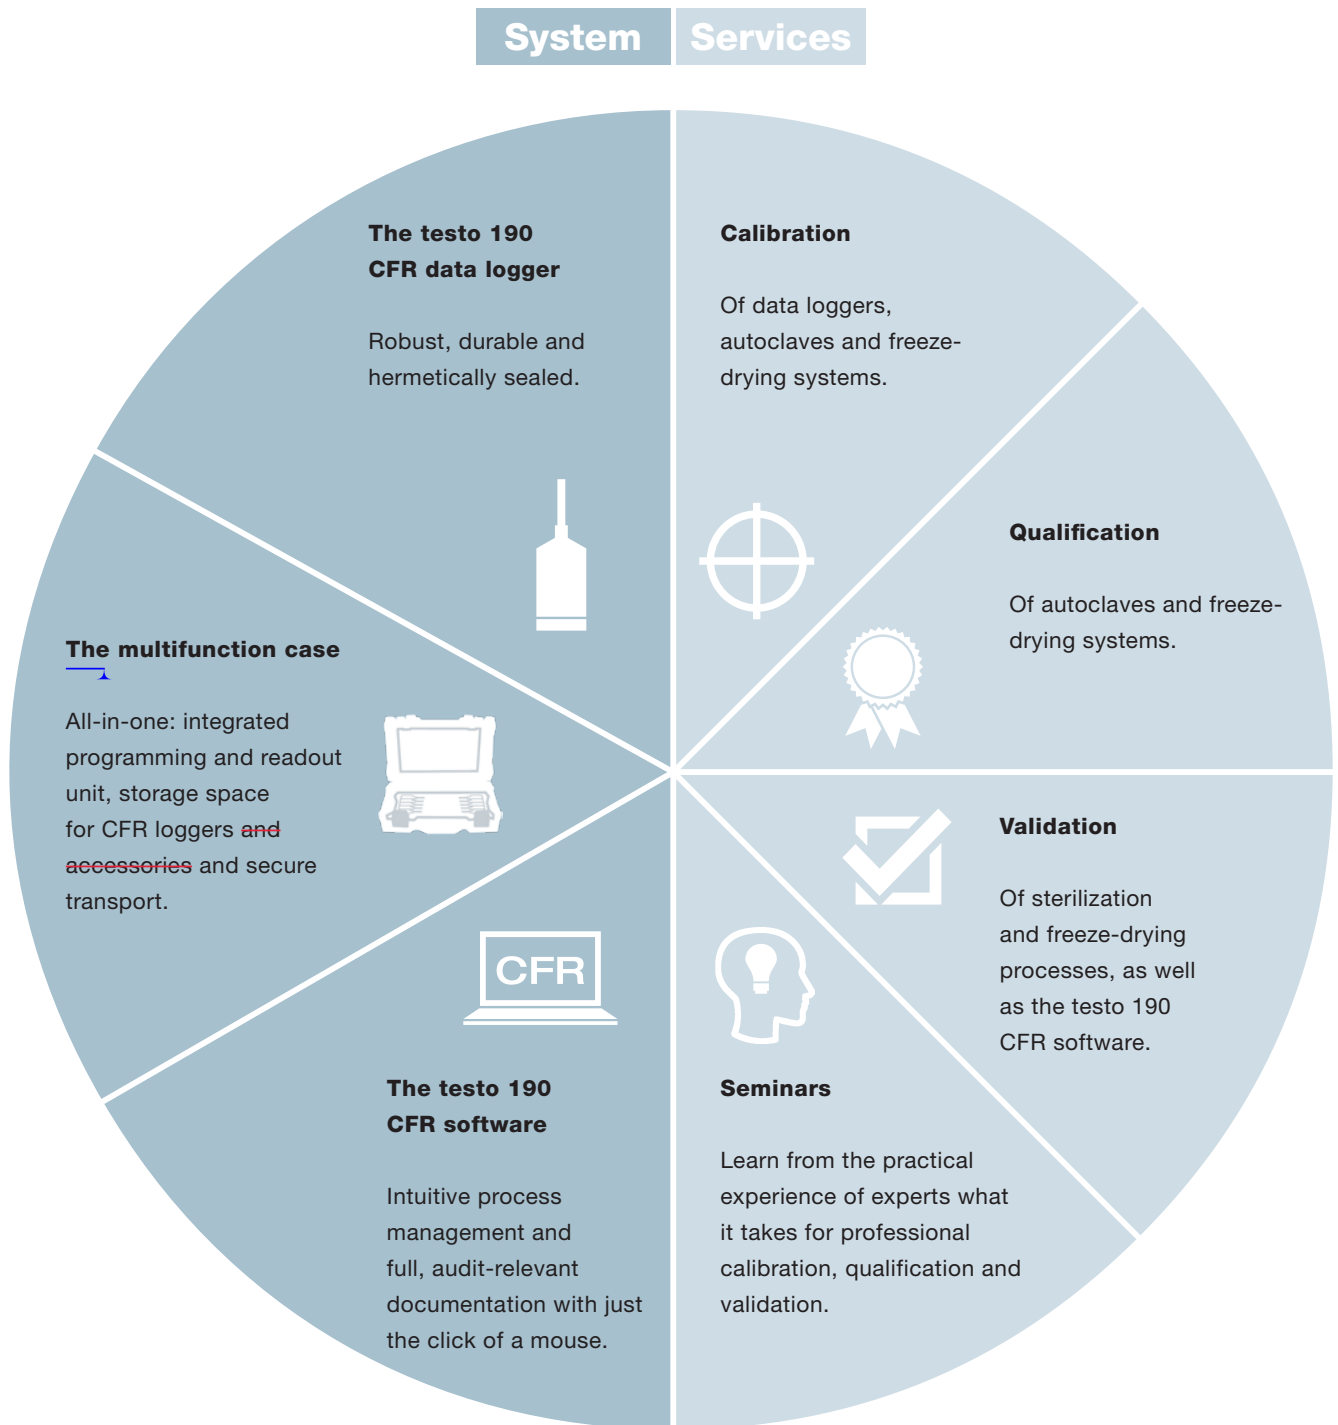 System Services
The testo 190
CFR data logger
Robust, durable and
hermetically sealed.
The multifunction case
All-in-one: integrated
programming and readout
unit, storage space
for CFR loggers and
accessories and secure
transport.
CFR
The testo 190
CFR software
Intuitive process
management and
full, audit-relevant
documentation with just
the click of a mouse.
Calibration
Of data loggers,
autoclaves and freeze-
drying systems.
Qualification
Of autoclaves and freeze-
drying systems.
Validation
Of sterilization
and freeze-drying
processes, as well
as the testo 190
CFR software.
Seminars
Learn from the practical
experience of experts what
it takes for professional
calibration, qualification and
validation.